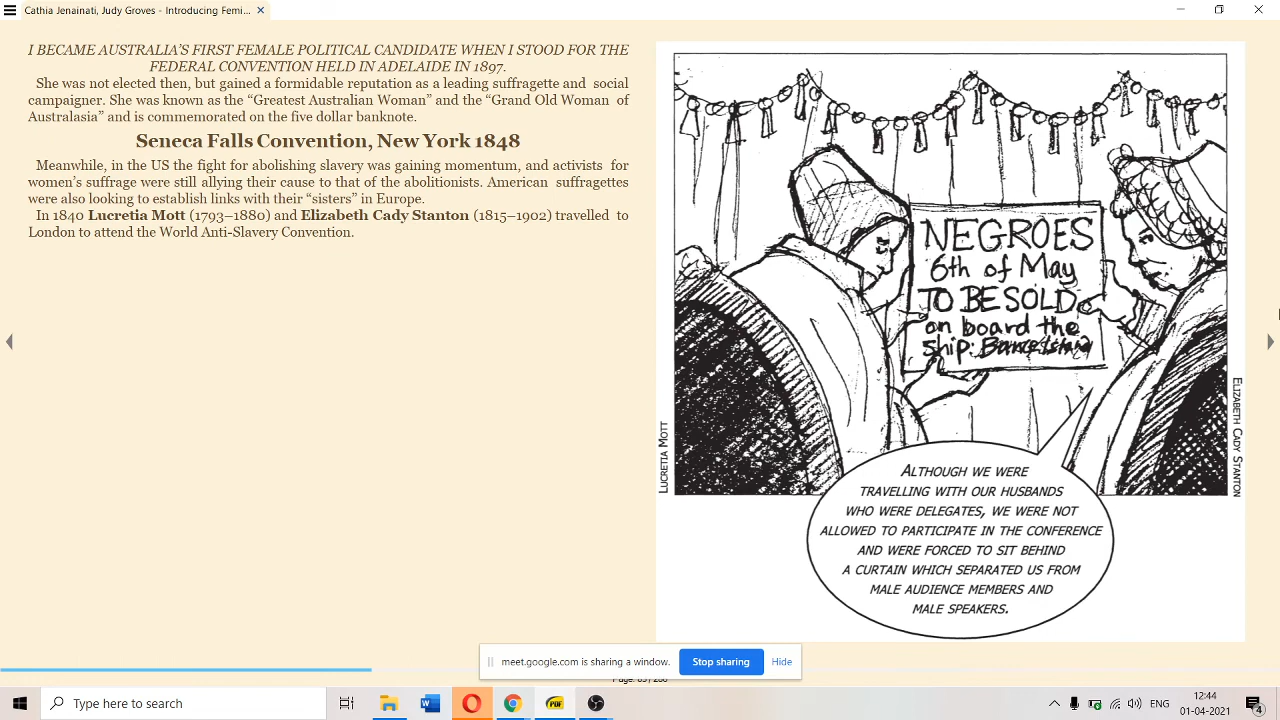 Cathia Jenainati, Judy Groves - Introducing Femi...
I BECAME AUSTRALIA'S FIRST FEMALE POLITICAL CANDIDATE WHEN I STOOD FOR THE
FEDERAL CONVENTION HELD IN ADELAIDE IN 1897.
She was not elected then, but gained a formidable reputation as a leading suffragette and social
campaigner. She was known as the “Greatest Australian Woman” and the “Grand Old Woman of
Australasia” and is commemorated on the five dollar banknote.
Seneca Falls Convention, New York 1848
Meanwhile, in the US the fight for abolishing slavery was gaining momentum, and activists for
women's suffrage were still allying their cause to that of the abolitionists. American suffragettes
were also looking to establish links with their “sisters” in Europe.
In 1840 Lucretia Mott (1793–1880) and Elizabeth Cady Stanton (1815–1902) travelled to
London to attend the World Anti-Slavery Convention.
NEGROES
6th of May
TO BE SOLD
on board the
ship:
LUCRETIA MOTT
ELIZABETH CADY STANTON
ALTHOUGH WE WERE
TRAVELLING WITH OUR HUSBANDS
WHO WERE DELEGATES, WE WERE NOT
ALLOWED TO PARTICIPATE IN THE CONFERENCE
AND WERE FORCED TO SIT BEHIND
A CURTAIN WHICH SEPARATED US FROM
MALE AUDIENCE MEMBERS AND
MALE SPEAKERS.
meet.google.com is sharing a window.
Stop sharing
Hide
Type here to search
PDF
ENG
12:44
01-04-2021
4